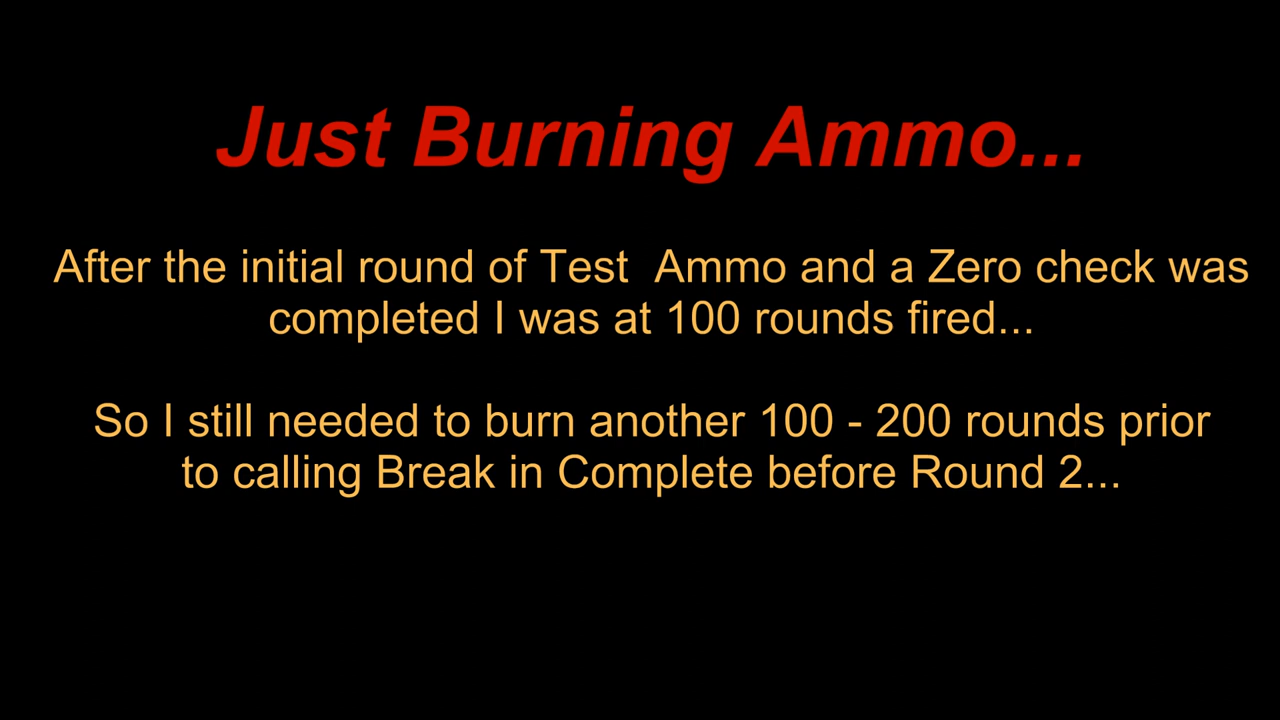 Just Burning Ammo...
After the initial round of Test  Ammo and a Zero check was
completed I was at 100 rounds fired...
So I still needed to burn another 100 - 200 rounds prior
to calling Break in Complete before Round 2...